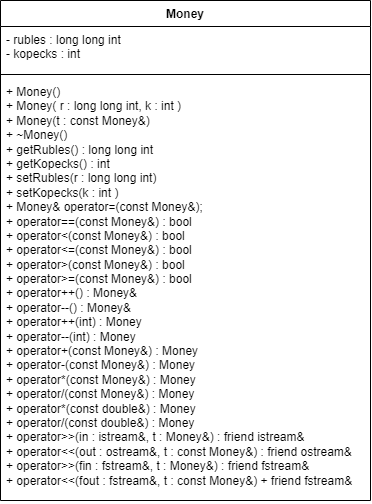 Money
- rubles : long long int
- kopecks : int
+ Money()
+ Money( r : long long int, k : int )
+ Money(t : const Money&)
+ ~Money()
+ getRubles() : long long int
+ getKopecks() : int
+ setRubles(r : long long int)
+ setKopecks(k : int )
+ Money& operator=(const Money&);
+ operator==(const Money&) : bool
+ operator<(const Money&) : bool
+ operator<=(const Money&) : bool
+ operator>(const Money&) : bool
+ operator>=(const Money&) : bool
+ operator++() : Money&
+ operator--() : Money&
+ operator++(int) : Money
+ operator--(int) : Money
+ operator+(const Money&) : Money
+ operator-(const Money&) : Money
+ operator*(const Money&) : Money
+ operator/(const Money&) : Money
+ operator*(const double&) : Money
+ operator/(const double&) : Money
+ operator>>(in : istream&, t : Money&) : friend istream&
+ operator<<(out : ostream&, t : const Money&) : friend ostream&
+ operator>>(fin : fstream&, t : Money&) : friend fstream&
+ operator<<(fout : fstream&, t : const Money&) + friend fstream&